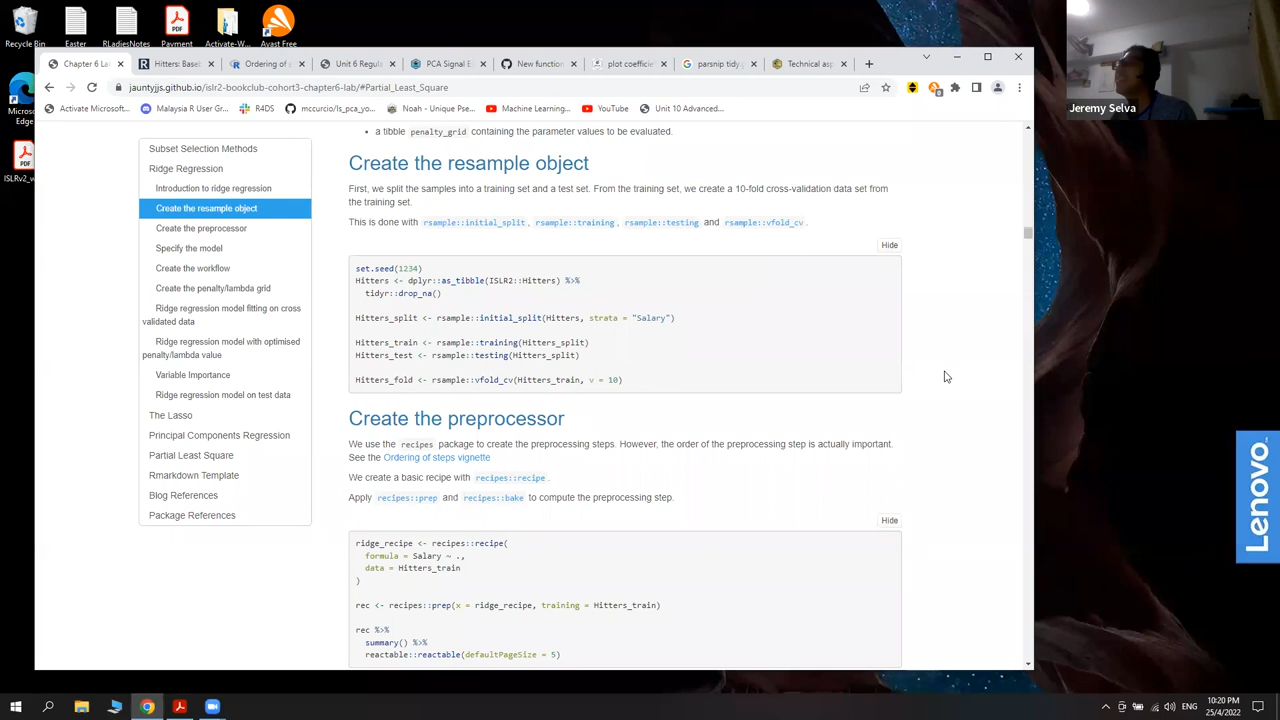 Recycle Bin
Easter
RLadiesNotes
Payment
Activate-W...
Avast Free
Jeremy Selva
Microsoft Edge
ISLRv2_w
Chapter 6 La
Hitters: Baseb
Ordering of s
Unit 6 Regula
PCA Signal E
New function
plot coefficie
parsnip tidy.
Technical asp
jauntyjjs.github.io/islr2-bookclub-cohort3-chapter6-lab/#Partial_Least_Square
Activate Microsoft...
Malaysia R User Gr...
R4DS
mccurcio/ls_pca_yo...
Noah - Unique Pse...
Machine Learning...
YouTube
Unit 10 Advanced...
Subset Selection Methods
Ridge Regression
Introduction to ridge regression
Create the resample object
Create the preprocessor
Specify the model
Create the workflow
Create the penalty/lambda grid
Ridge regression model fitting on cross
validated data
Ridge regression model with optimised
penalty/lambda value
Variable Importance
Ridge regression model on test data
The Lasso
Principal Components Regression
Partial Least Square
Rmarkdown Template
Blog References
Package References
• a tibble penalty_grid containing the parameter values to be evaluated.
Create the resample object
First, we split the samples into a training set and a test set. From the training set, we create a 10-fold cross-validation data set from
the training set.
This is done with rsample::initial_split, rsample::training, rsample::testing and rsample::vfold_cv.
Hide
set.seed(1234)
Hitters <- dplyr::as_tibble(ISLR2::Hitters) %>%
tidyr::drop_na()
Hitters_split <- rsample::initial_split(Hitters, strata = "Salary")
Hitters_train <- rsample::training(Hitters_split)
Hitters_test <- rsample::testing(Hitters_split)
Hitters_fold <- rsample::vfold_cv(Hitters_train, v = 10)
Create the preprocessor
We use the recipes package to create the preprocessing steps. However, the order of the preprocessing step is actually important.
See the Ordering of steps vignette
We create a basic recipe with recipes::recipe.
Apply recipes::prep and recipes::bake to compute the preprocessing step.
Hide
ridge_recipe <- recipes::recipe(
formula = Salary ~ .,
data = Hitters_train
)
rec <- recipes::prep(x = ridge_recipe, training = Hitters_train)
rec %>%
summary() %>%
reactable::reactable(defaultPageSize = 5)
Lenovo
10:20 PM
25/4/2022